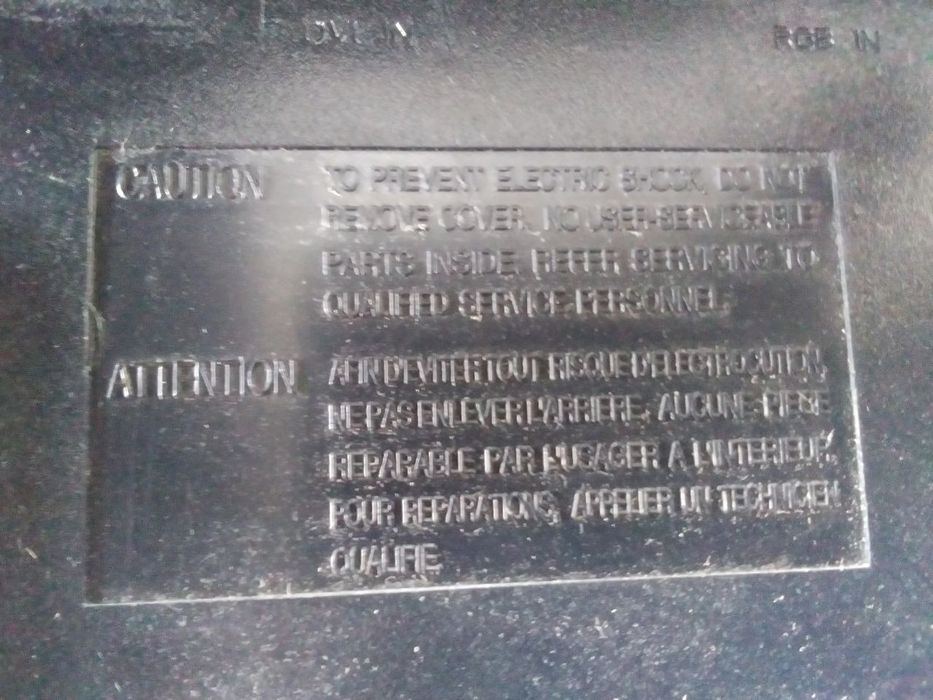 DVI IN
RGB IN
CAUTION
TO PREVENT ELECTRIC SHOCK, DO NOT
REMOVE COVER. NO USER-SERVICEABLE
PARTS INSIDE. REFER SERVICING TO
QUALIFIED SERVICE PERSONNEL.
ATTENTION
AFIN D'EVITER TOUT RISQUE D'ELECTROCUTION,
NE PAS ENLEVER L'ARRIERE. AUCUNE PIECE
REPARABLE PAR L'USAGER A L'INTERIEUR.
POUR REPARATIONS, APPELER UN TECHNICIEN
QUALIFIE.